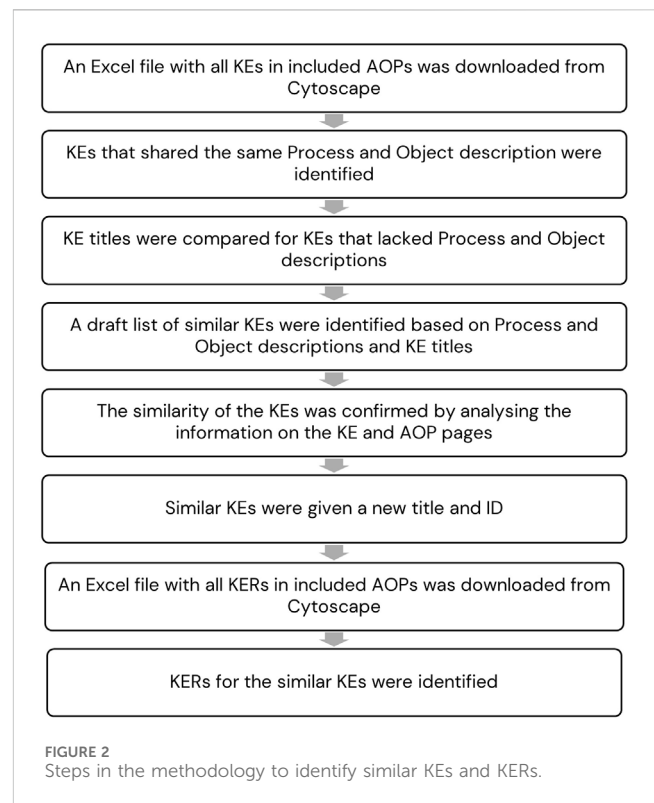 An Excel file with all KEs in included AOPs was downloaded from
Cytoscape
KEs that shared the same Process and Object description were
identified
KE titles were compared for KEs that lacked Process and Object
descriptions
A draft list of similar KEs were identified based on Process and
Object descriptions and KE titles
The similarity of the KEs was confirmed by analysing the
information on the KE and AOP pages
Similar KEs were given a new title and ID
An Excel file with all KERs in included AOPs was downloaded from
Cytoscape
KERs for the similar KEs were identified
FIGURE 2
Steps in the methodology to identify similar KEs and KERs.